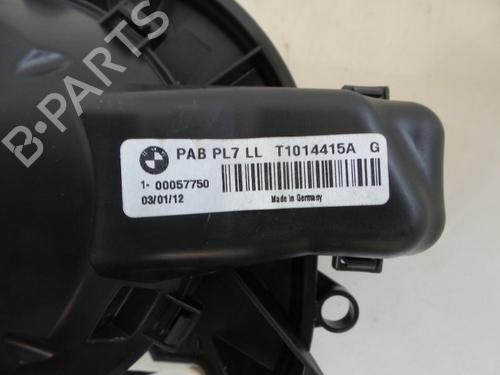 B-PARTS
PAB PL7 LL T1014415A G
1- 00057750
03/01/12
Made in Germany